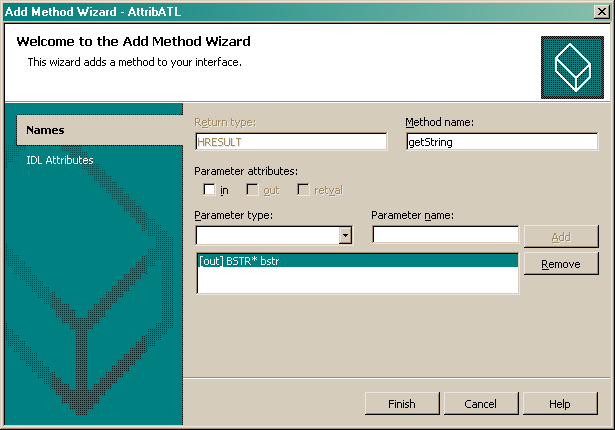 Add Method Wizard - AttribATL
Welcome to the Add Method Wizard
This wizard adds a method to your interface.
Names
IDL Attributes
Return type:
Method name:
HRESULT
getString
Parameter attributes:
in
out
retval
Parameter type:
Parameter name:
Add
[out] BSTR* bstr
Remove
Finish
Cancel
Help